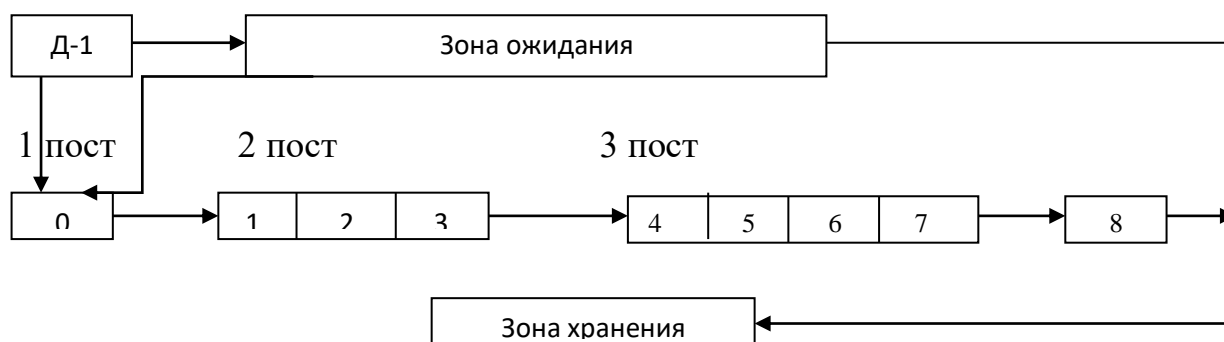 Д-1 Зона ожидания
1 пост 2 пост 3 пост
0 1 2 3 4 5 6 7 8
Зона хранения